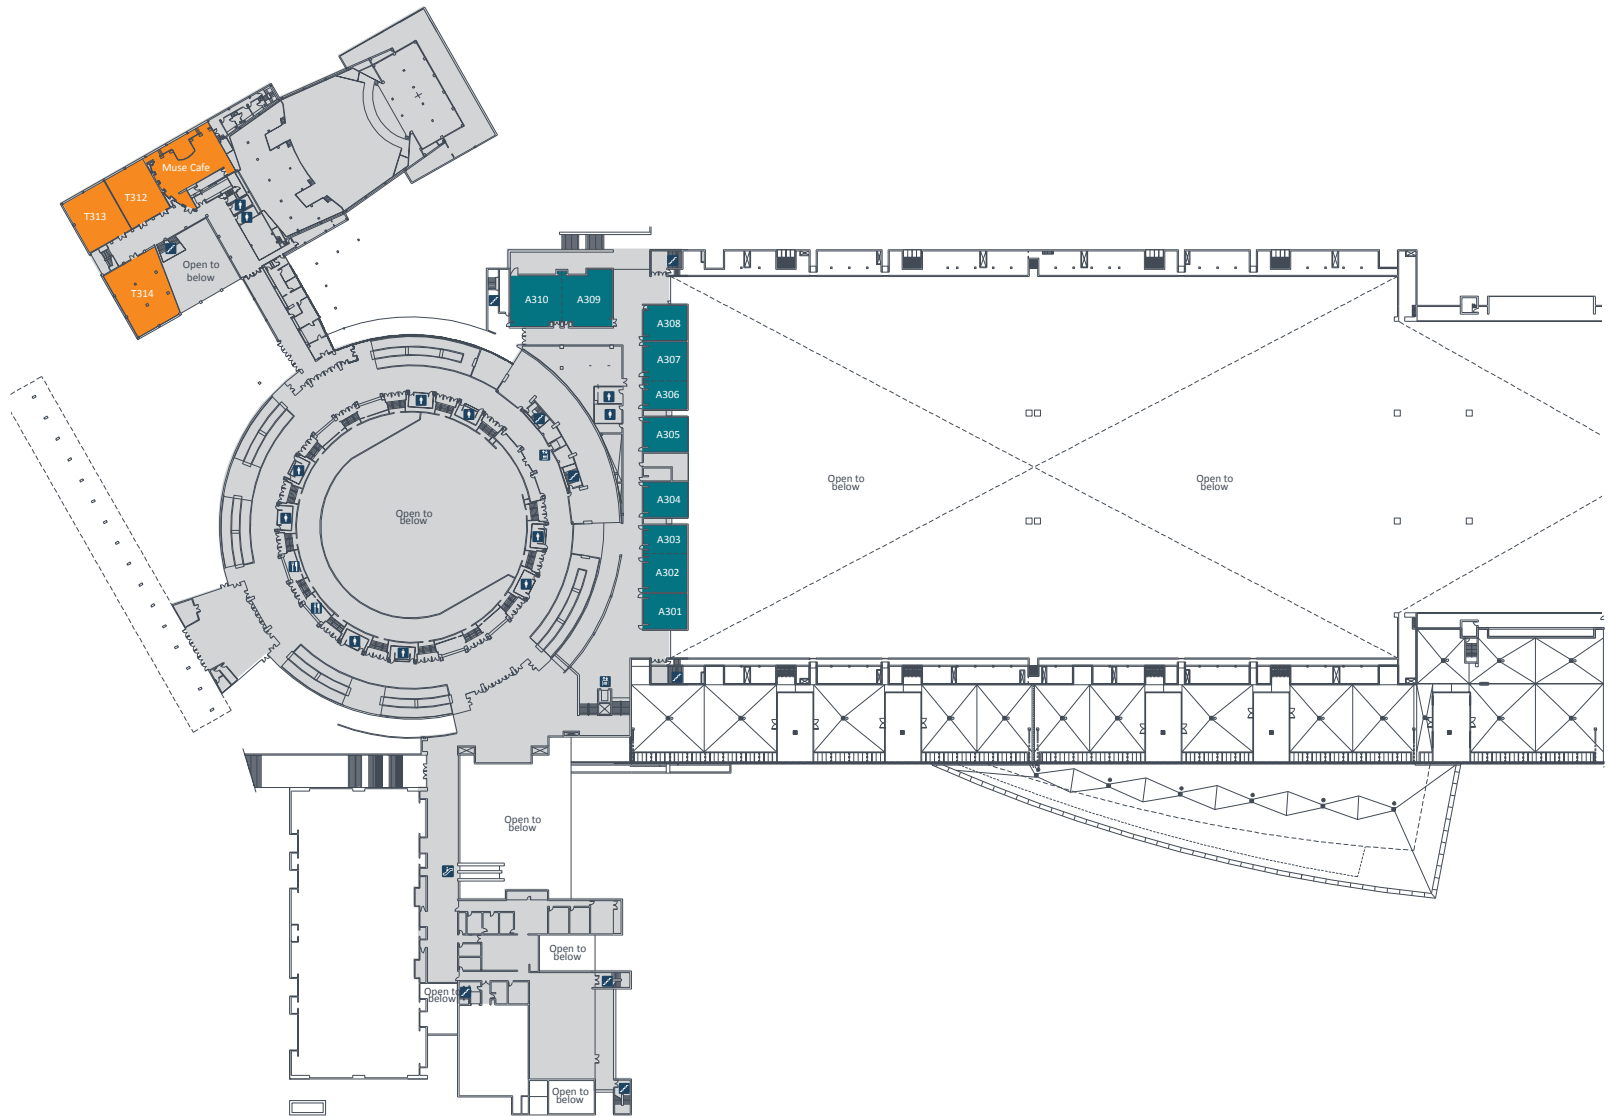 Muse Cafe
T312
T313
T314
Open to
below
A310
A309
A308
A307
A306
A305
A304
A303
A302
A301
Open to
below
Open to
below
Open to
below
Open to
below
Open to
below
Open to
below
Open to
below